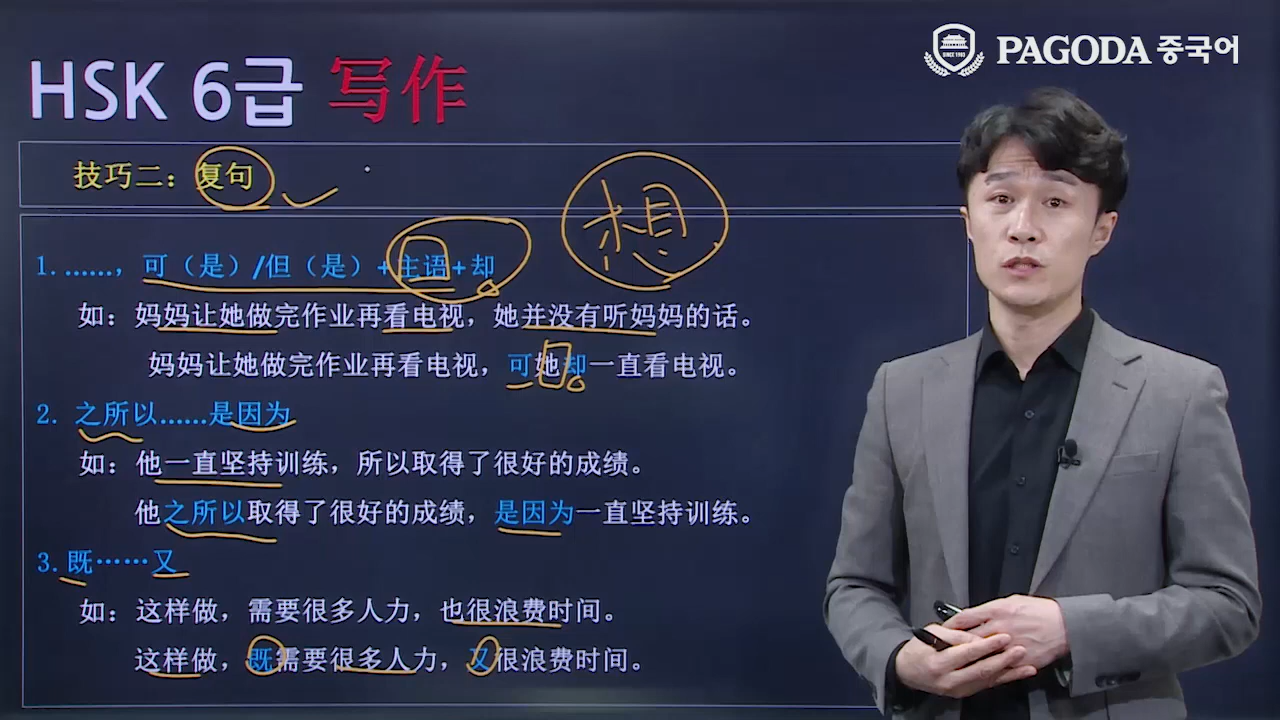 PAGODA 중국어
SINCE 1983
HSK 6급 写作
技巧二：复句
想
1. ……，可（是）/但（是）+主语+却
如：妈妈让她做完作业再看电视，她并没有听妈妈的话。
妈妈让她做完作业再看电视，可她却一直看电视。
2. 之所以……是因为
如：他一直坚持训练，所以取得了很好的成绩。
他之所以取得了很好的成绩，是因为一直坚持训练。
3. 既……又
如：这样做，需要很多人力，也很浪费时间。
这样做，既需要很多人力，又很浪费时间。